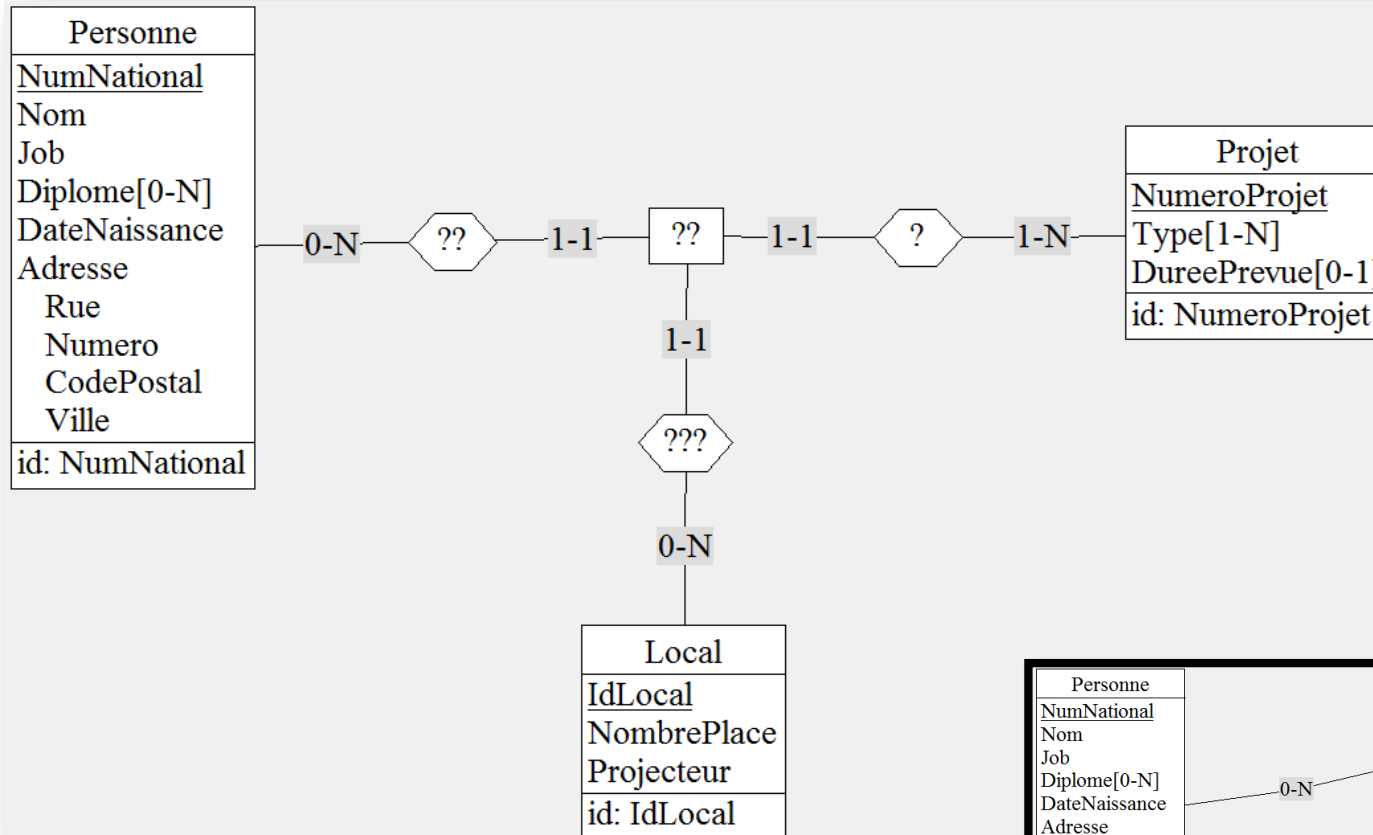 Personne
NumNational
Nom
Job
Diplome[0-N]
DateNaissance
Adresse
Rue
Numero
CodePostal
Ville
id: NumNational
0-N
??
1-1
??
1-1
?
1-N
Projet
NumeroProjet
Type[1-N]
DureePrevue[0-1]
id: NumeroProjet
1-1
???
0-N
Local
IdLocal
NombrePlace
Projecteur
id: IdLocal
Personne
NumNational
Nom
Job
Diplome[0-N]
DateNaissance
Adresse
0-N